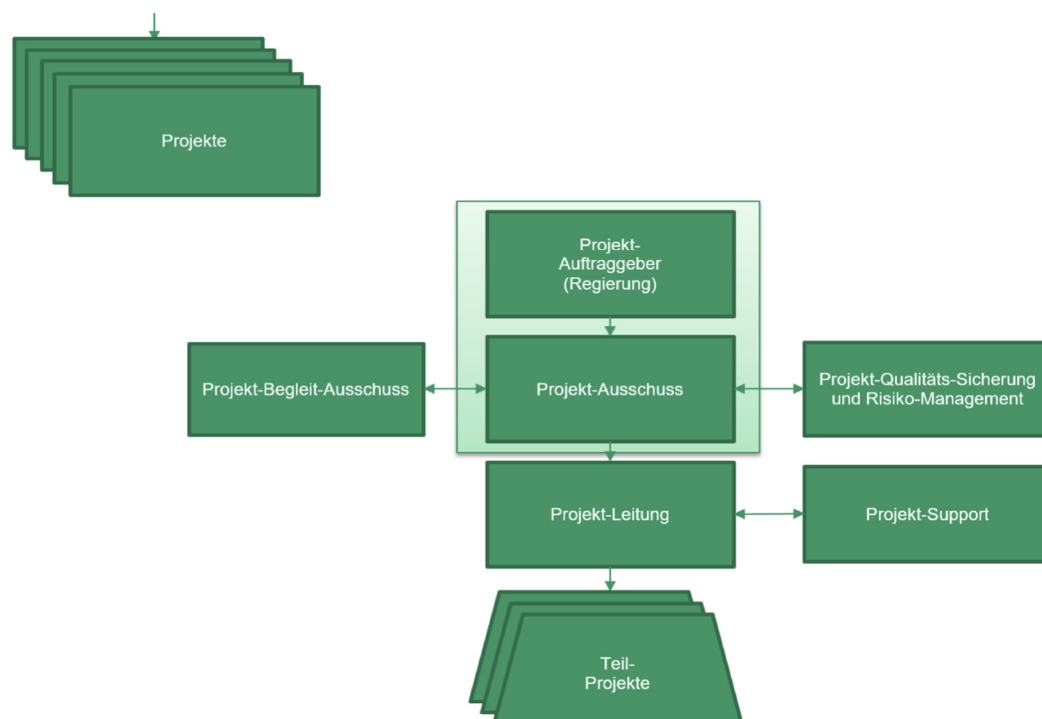 Projekte
Projekt-
Auftraggeber
(Regierung)
Projekt-Begleit-Ausschuss
Projekt-Ausschuss
Projekt-Qualitäts-Sicherung
und Risiko-Management
Projekt-Leitung
Projekt-Support
Teil-
Projekte